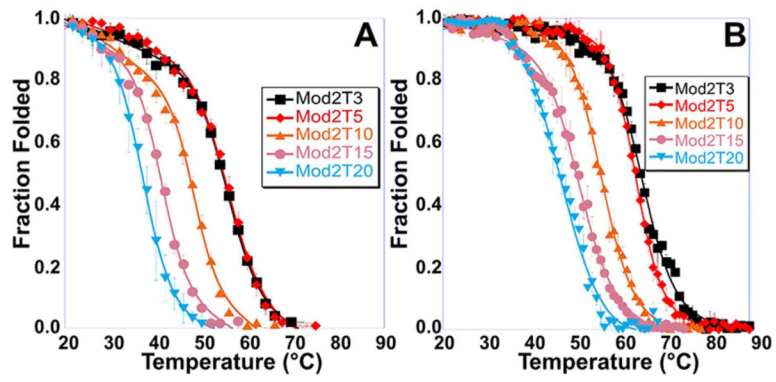 A
Fraction Folded
1.0
0.8
0.6
0.4
0.2
0.0
Mod2T3
Mod2T5
Mod2T10
Mod2T15
Mod2T20
20 30 40 50 60 70 80 90
Temperature (°C)
B
Fraction Folded
1.0
0.8
0.6
0.4
0.2
0.0
Mod2T3
Mod2T5
Mod2T10
Mod2T15
Mod2T20
20 30 40 50 60 70 80 90
Temperature (°C)